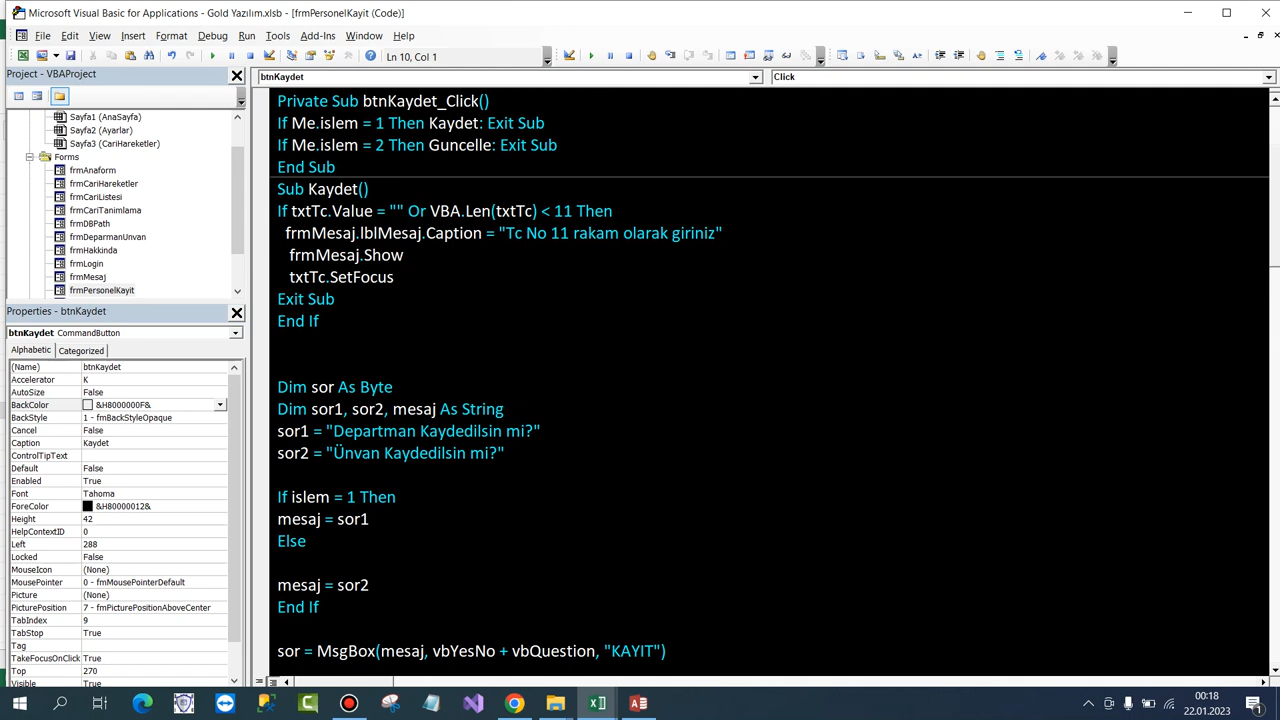 Microsoft Visual Basic for Applications - Gold Yazılım.xlsb - [frmPersonelKayit (Code)]
File Edit View Insert Format Debug Run Tools Add-Ins Window Help
Ln 10, Col 1
Project - VBAProject
Sayfa1 (AnaSayfa)
Sayfa2 (Ayarlar)
Sayfa3 (CariHareketler)
Forms
frmAnaform
frmCariHareketler
frmCariListesi
frmCariTanimlama
frmDBPath
frmDeparmanUnvan
frmHakkinda
frmLogin
frmMesaj
frmPersonelKayit
Properties - btnKaydet
btnKaydet CommandButton
Alphabetic Categorized
(Name) btnKaydet
Accelerator K
AutoSize False
BackColor &H8000000F&
BackStyle 1 - fmBackStyleOpaque
Cancel False
Caption Kaydet
ControlTipText
Default False
Enabled True
Font Tahoma
ForeColor &H80000012&
Height 42
HelpContextID 0
Left 288
Locked False
MouseIcon (None)
MousePointer 0 - fmMousePointerDefault
Picture (None)
PicturePosition 7 - fmPicturePositionAboveCenter
TabIndex 9
TabStop True
Tag
TakeFocusOnClick True
Top 270
Visible True
btnKaydet Click
Private Sub btnKaydet_Click()
If Me.islem = 1 Then Kaydet: Exit Sub
If Me.islem = 2 Then Guncelle: Exit Sub
End Sub
Sub Kaydet()
If txtTc.Value = "" Or VBA.Len(txtTc) < 11 Then
frmMesaj.lblMesaj.Caption = "Tc No 11 rakam olarak giriniz"
frmMesaj.Show
txtTc.SetFocus
Exit Sub
End If
Dim sor As Byte
Dim sor1, sor2, mesaj As String
sor1 = "Departman Kaydedilsin mi?"
sor2 = "Ünvan Kaydedilsin mi?"
If islem = 1 Then
mesaj = sor1
Else
mesaj = sor2
End If
sor = MsgBox(mesaj, vbYesNo + vbQuestion, "KAYIT")
00:18
22.01.2023